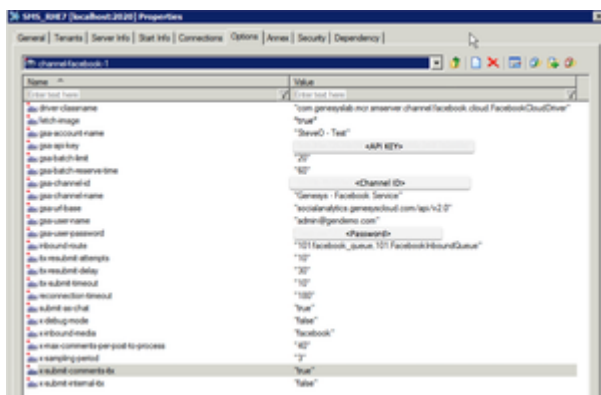 SMS_RHE7 [localhost:2020] Properties
General | Tenants | Server Info | Start Info | Connections | Options | Annex | Security | Dependency |
channel-facebook-1
Name Value
Enter text here Enter text here
driver-classname "com.genesyslab.mcr.smserver.channel.facebook.cloud.FacebookCloudDriver"
fetch-image "true"
gsa-account-name "SteveO - Test"
gsa-api-key <API KEY>
gsa-batch-limit "20"
gsa-batch-reserve-time "60"
gsa-channel-id <Channel ID>
gsa-channel-name "Genesys - Facebook Service"
gsa-url-base "socialanalytics.genesyscloud.com/api/v2.0"
gsa-user-name "admin@gendemo.com"
gsa-user-password <Password>
inbound-route "101:facebook_queue,101:FacebookInboundQueue"
itx-resubmit-attempts "10"
itx-resubmit-delay "30"
itx-submit-timeout "10"
reconnection-timeout "180"
submit-as-chat "true"
x-debug-mode "false"
x-inbound-media "facebook"
x-max-comments-per-post-to-process "40"
x-sampling-period "3"
x-submit-comments-itx "true"
x-submit-internal-itx "false"